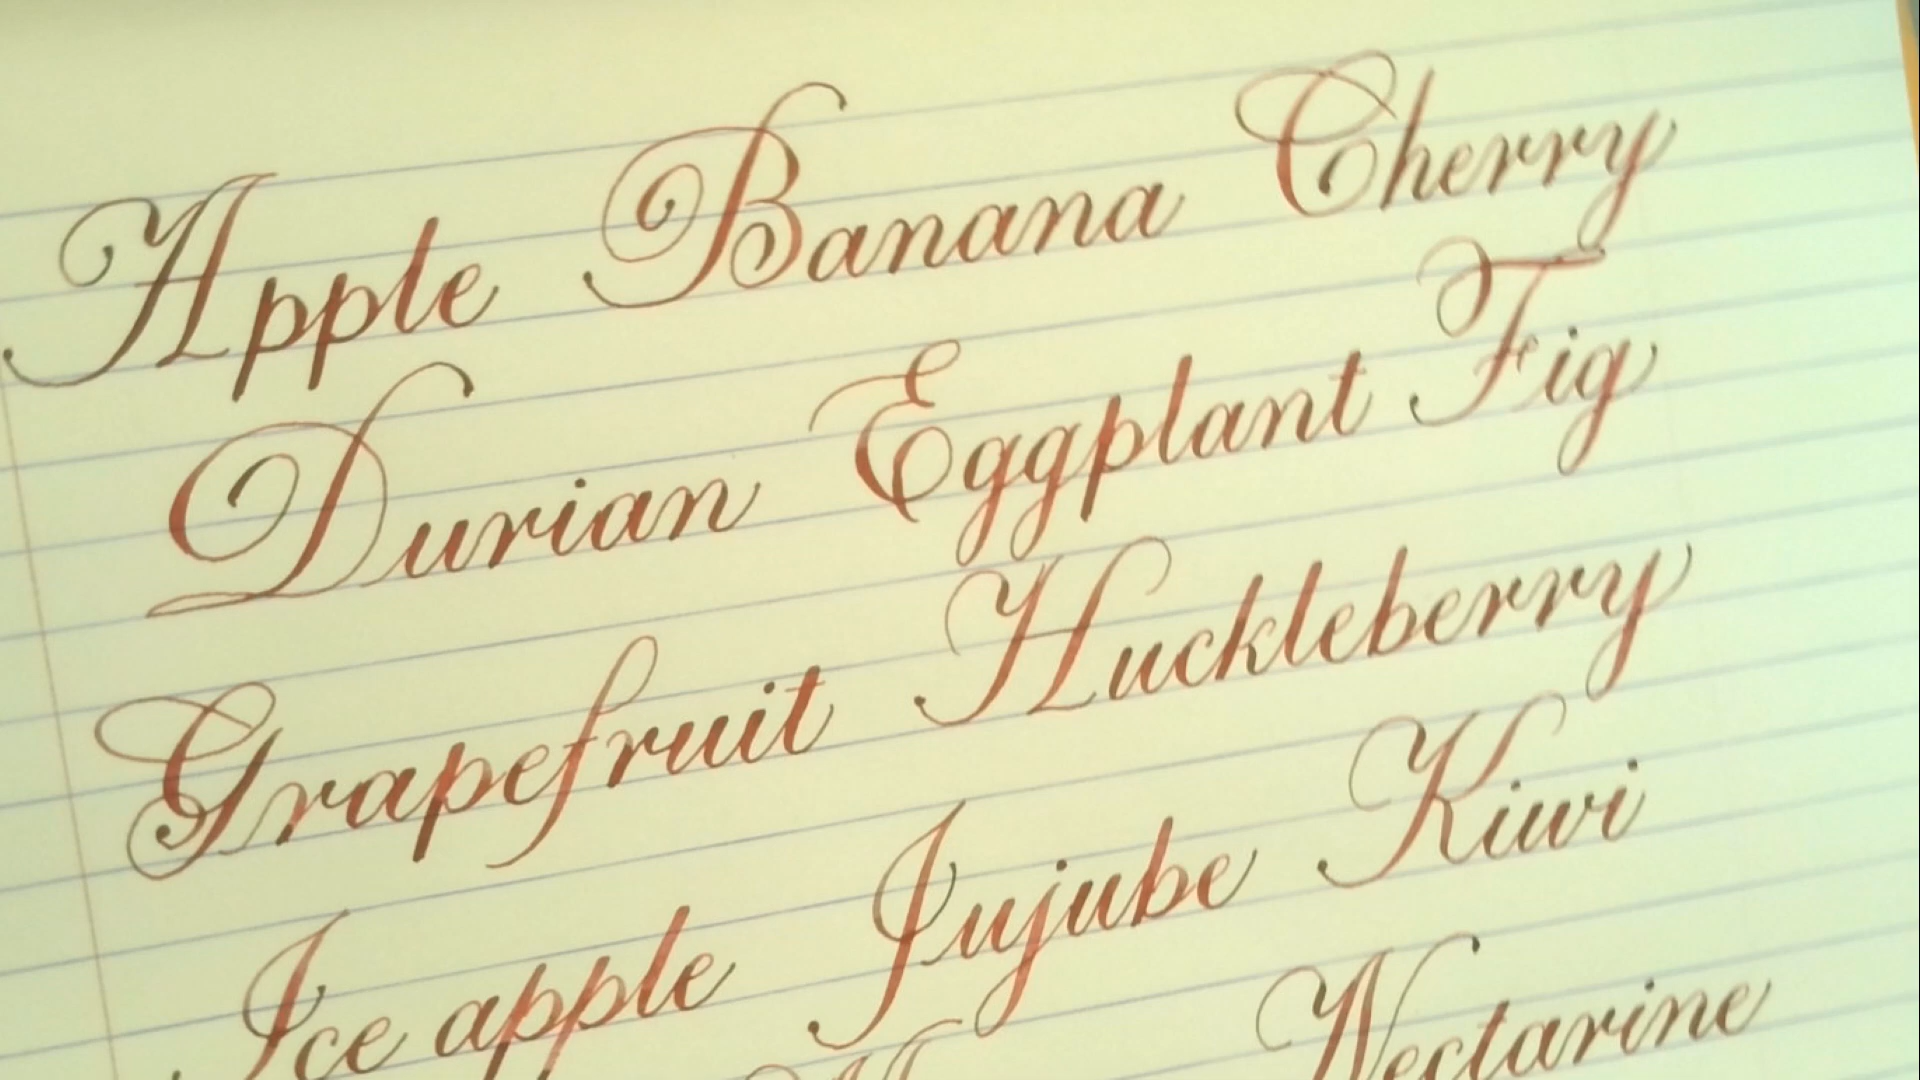 Apple Banana Cherry
Durian Eggplant Fig
Grapefruit Huckleberry
Ice apple Jujube Kiwi
Nectarine